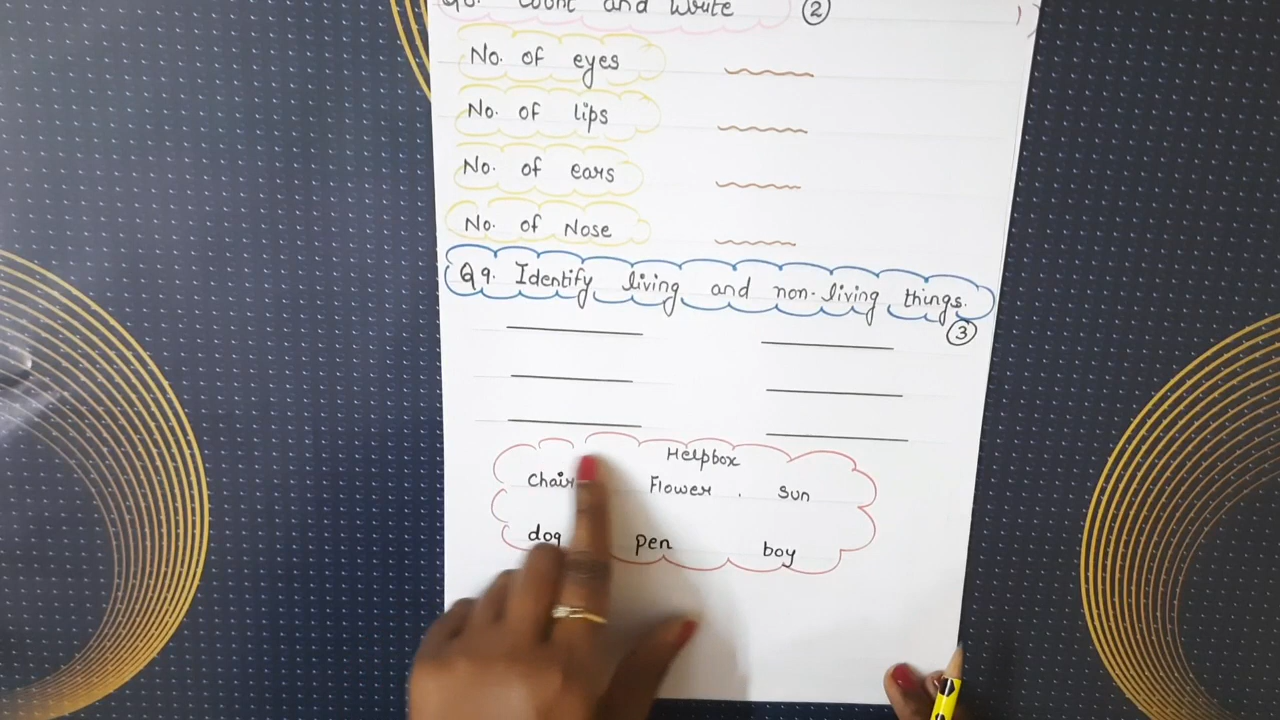 Q8. Count and Write 2
No. of eyes
No. of lips
No. of ears
No. of Nose
Q9. Identify living and non-living things.
3
Helpbox
Chair Flower . Sun
dog pen boy